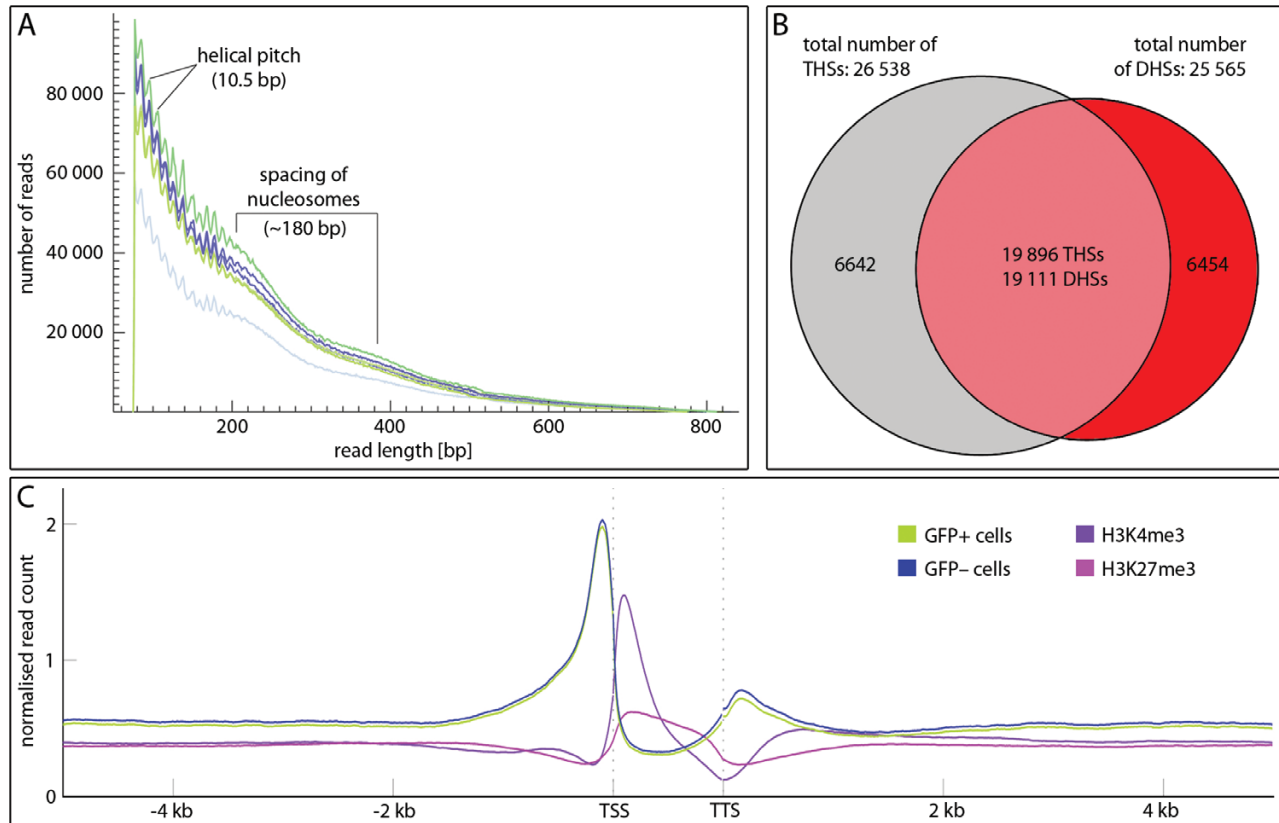 A
helical pitch
(10.5 bp)
80 000
60 000
40 000
20 000
number of reads
spacing of
nucleosomes
(~180 bp)
200
400
600
800
read length [bp]
B
total number of
THSs: 26 538
total number
of DHSs: 25 565
6642
19 896 THSs
19 111 DHSs
6454
C
2
1
0
normalised read count
GFP+ cells
GFP– cells
H3K4me3
H3K27me3
-4 kb
-2 kb
TSS
TTS
2 kb
4 kb